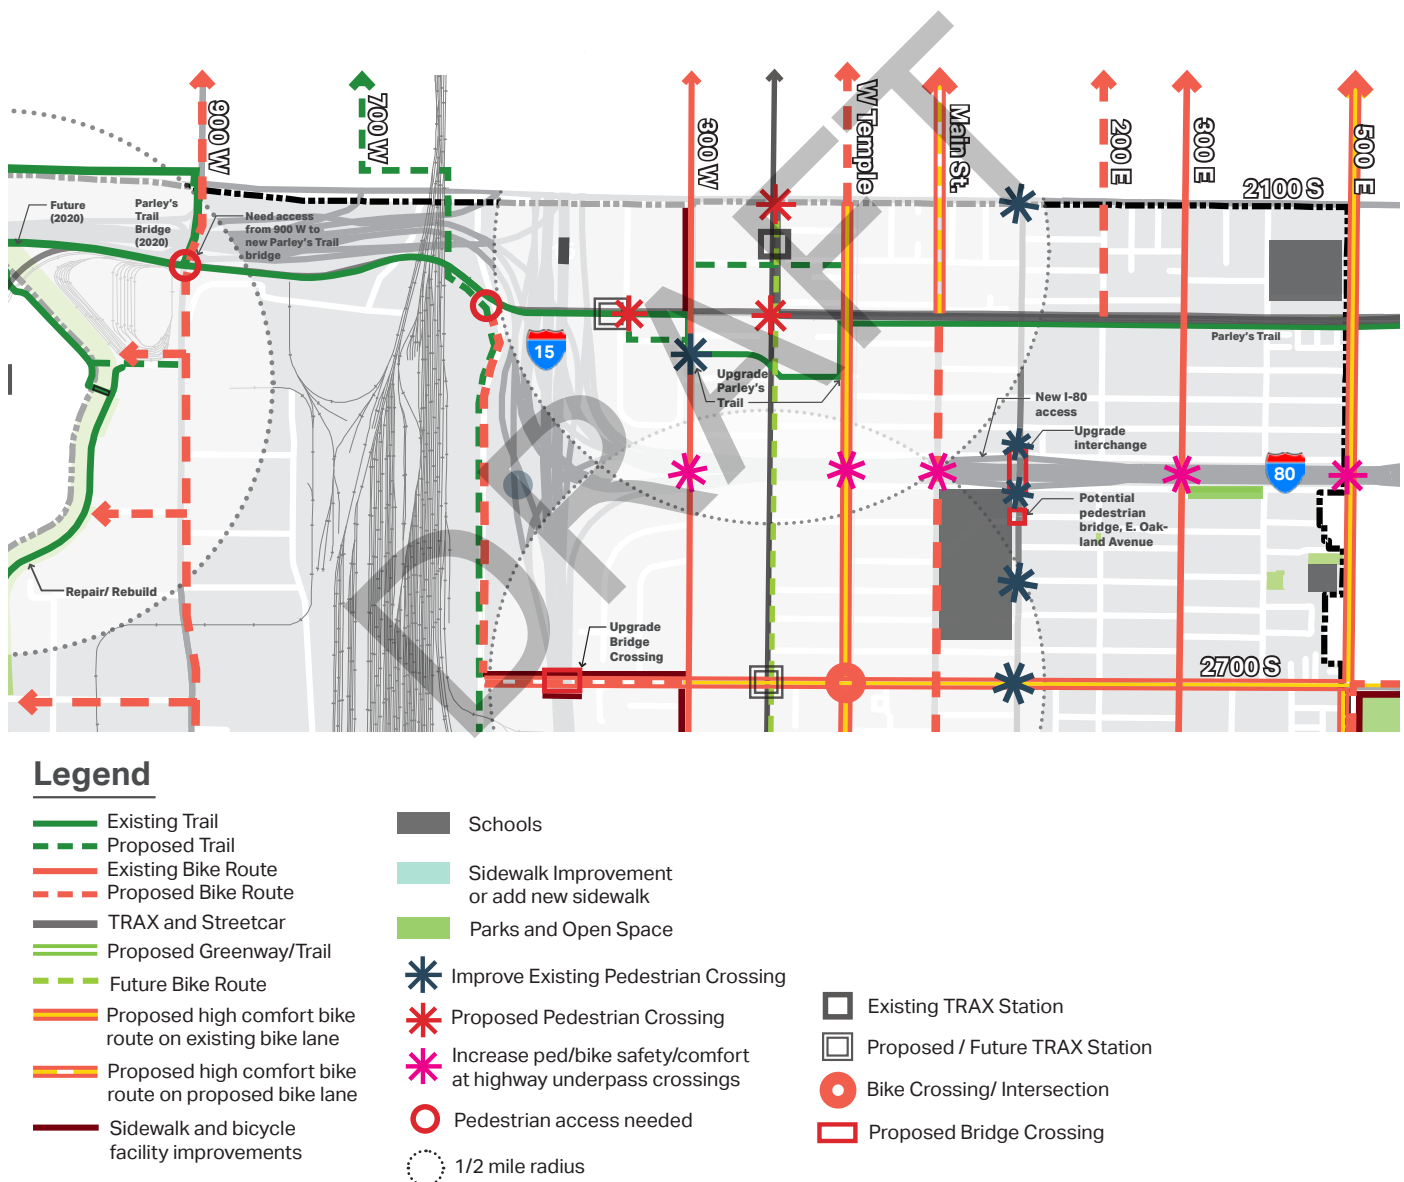 900 W
700 W
300 W
W Temple
Main St.
200 E
300 E
500 E
2100 S
Future
(2020)
Parley's
Trail
Bridge
(2020)
Need access
from 900 W to
new Parley's Trail
bridge
15
Parley's Trail
Upgrade
Parley's
Trail
New I-80
access
Upgrade
interchange
80
Potential
pedestrian
bridge, E. Oak-
land Avenue
Repair/ Rebuild
Upgrade
Bridge
Crossing
2700 S
DRAFT
Legend
Existing Trail
Proposed Trail
Existing Bike Route
Proposed Bike Route
TRAX and Streetcar
Proposed Greenway/Trail
Future Bike Route
Proposed high comfort bike
route on existing bike lane
Proposed high comfort bike
route on proposed bike lane
Sidewalk and bicycle
facility improvements
Schools
Sidewalk Improvement
or add new sidewalk
Parks and Open Space
Improve Existing Pedestrian Crossing
Proposed Pedestrian Crossing
Increase ped/bike safety/comfort
at highway underpass crossings
Pedestrian access needed
1/2 mile radius
Existing TRAX Station
Proposed / Future TRAX Station
Bike Crossing/ Intersection
Proposed Bridge Crossing